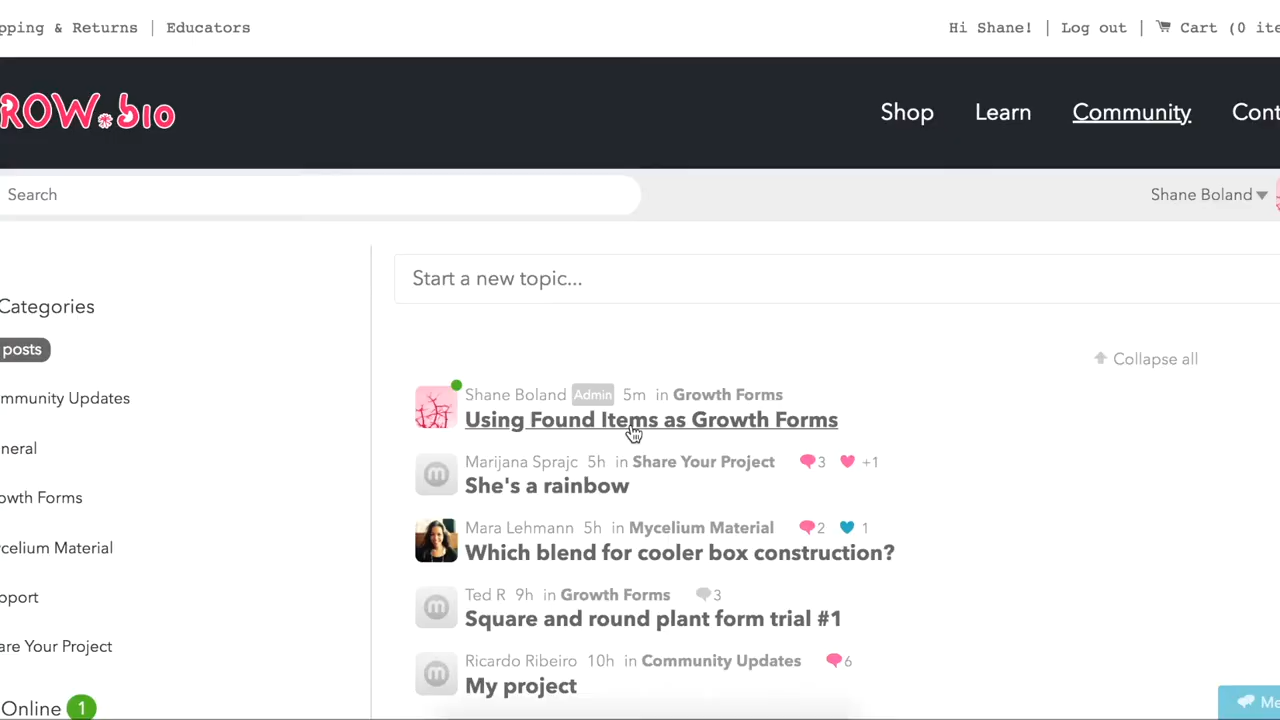 pping & Returns | Educators
Hi Shane! | Log out | Cart (0 ite
ROW.bio
Shop Learn Community Cont
Search
Shane Boland
Start a new topic...
Categories
posts
mmunity Updates
neral
owth Forms
ycelium Material
pport
are Your Project
Online 1
Collapse all
Shane Boland Admin 5m in Growth Forms
Using Found Items as Growth Forms
Marijana Sprajc 5h in Share Your Project 3 +1
She's a rainbow
Mara Lehmann 5h in Mycelium Material 2 1
Which blend for cooler box construction?
Ted R 9h in Growth Forms 3
Square and round plant form trial #1
Ricardo Ribeiro 10h in Community Updates 6
My project
Me